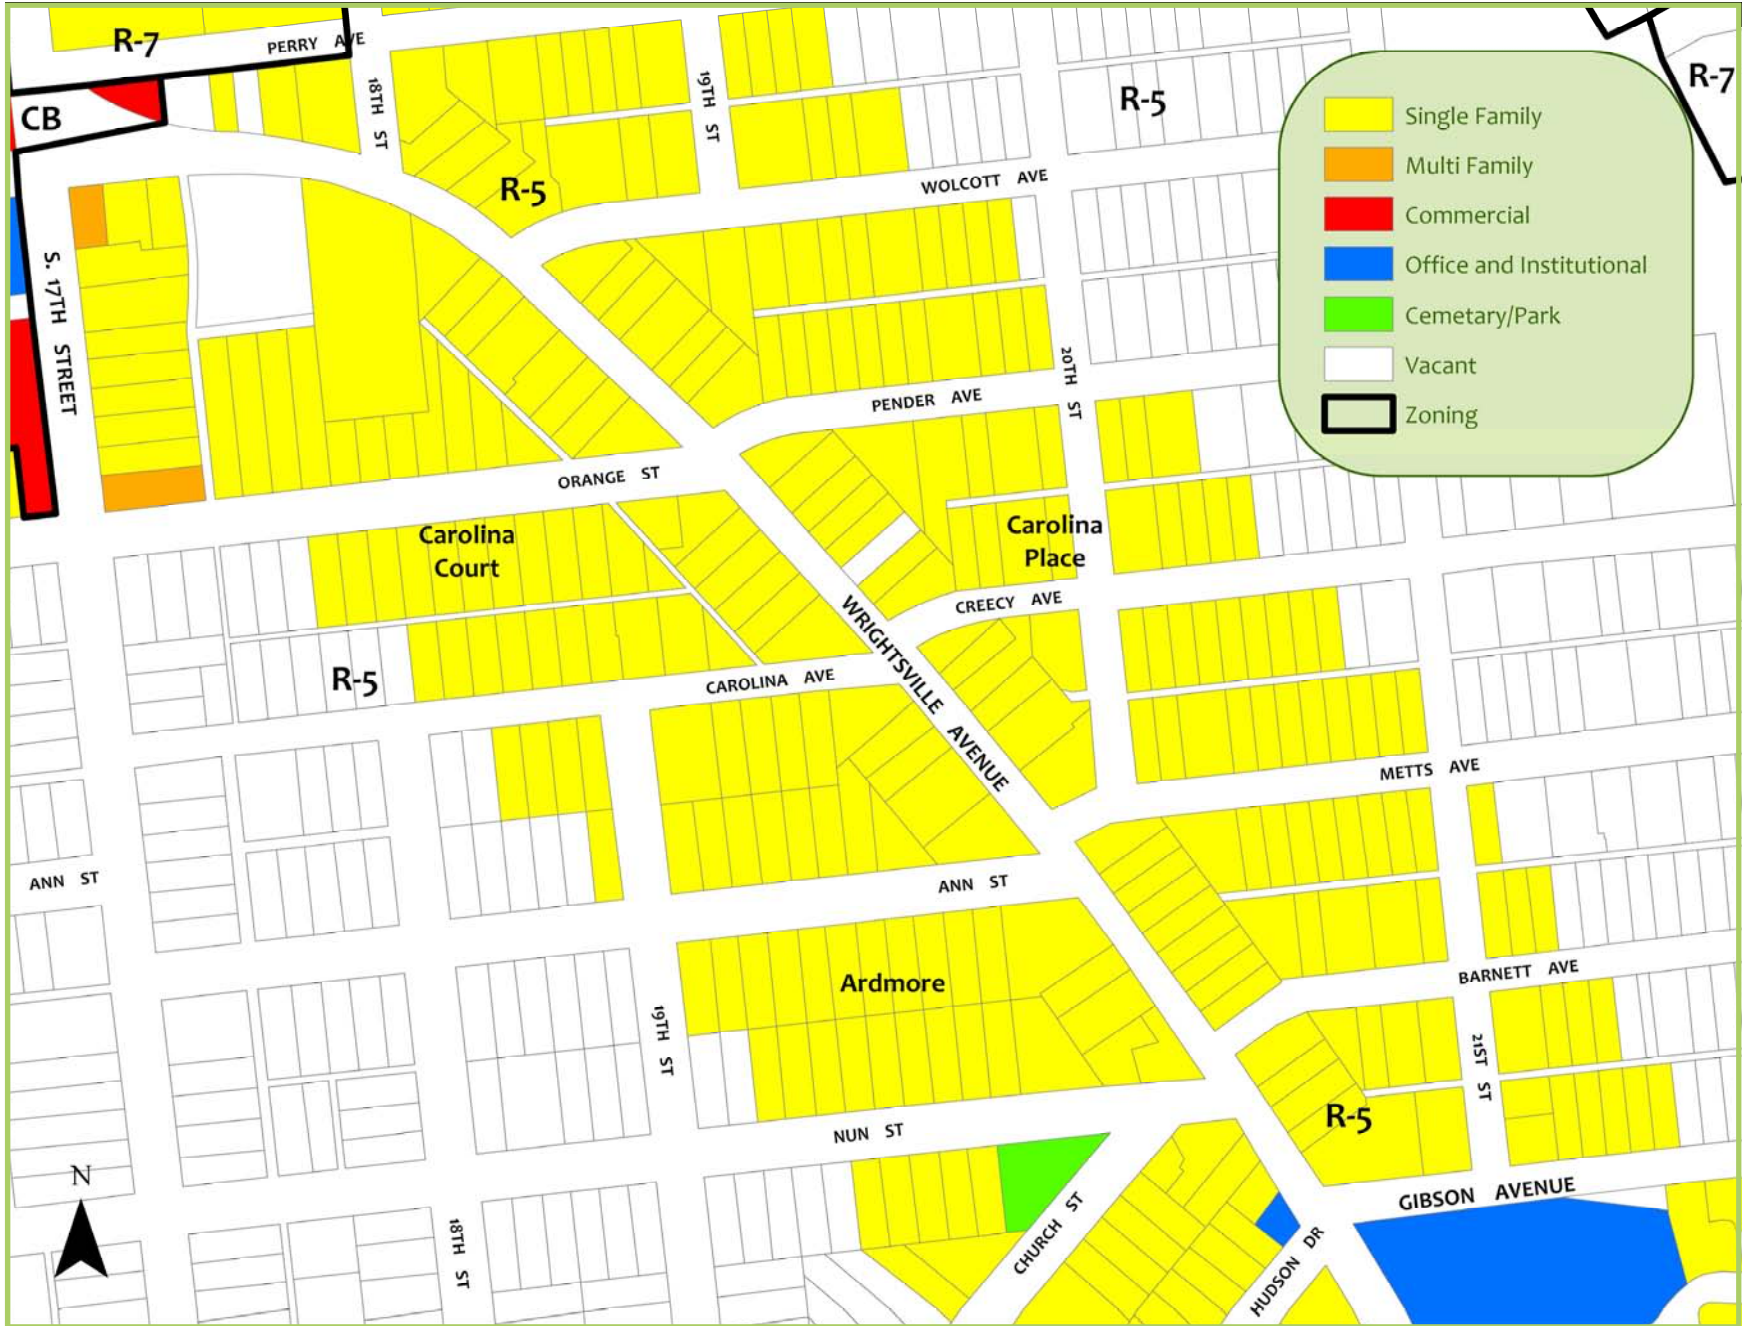 R-7
PERRY AVE
CB
18TH ST
19TH ST
R-5
R-7
Single Family
Multi Family
Commercial
Office and Institutional
Cemetary/Park
Vacant
Zoning
R-5
WOLCOTT AVE
S. 17TH STREET
20TH ST
PENDER AVE
ORANGE ST
Carolina
Court
Carolina
Place
CREECY AVE
WRIGHTSVILLE AVENUE
R-5
CAROLINA AVE
METTS AVE
ANN ST
ANN ST
BARNETT AVE
Ardmore
19TH ST
21ST ST
R-5
NUN ST
N
GIBSON AVENUE
CHURCH ST
HUDSON DR
18TH ST